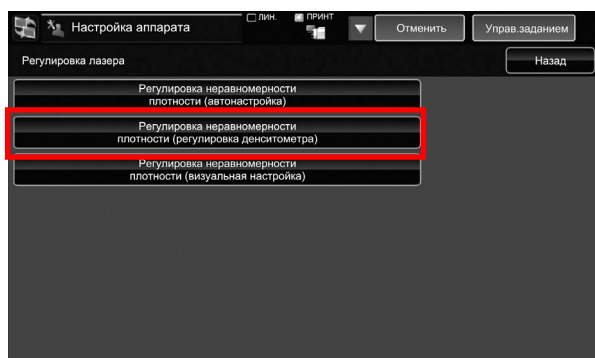 Настройка аппарата
ЛИН.
ПРИНТ
Отменить
Управ.заданием
Регулировка лазера
Назад
Регулировка неравномерности
плотности (автонастройка)
Регулировка неравномерности
плотности (регулировка денситометра)
Регулировка неравномерности
плотности (визуальная настройка)